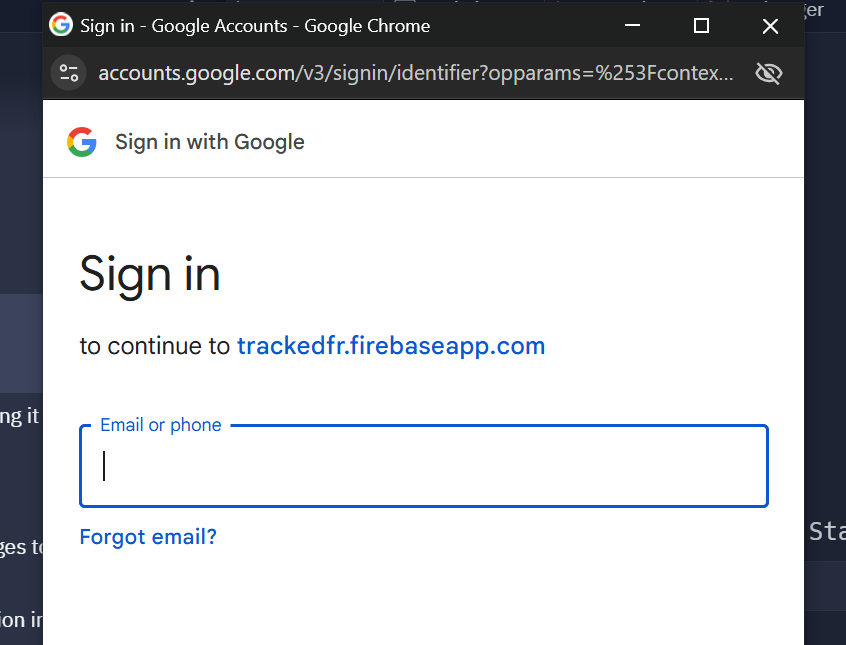 Sign in - Google Accounts - Google Chrome
accounts.google.com/v3/signin/identifier?opparams=%253Fcontex...
Sign in with Google
Sign in
to continue to trackedfr.firebaseapp.com
Email or phone
Forgot email?
ng it
ges to
ion in
Sta
ger